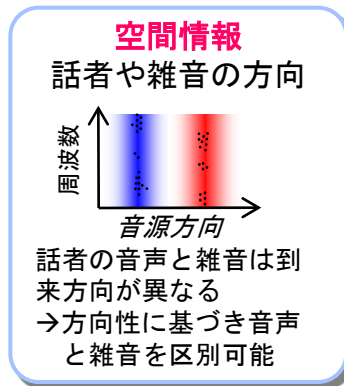 空間情報
話者や雑音の方向
周波数
音源方向
話者の音声と雑音は到
来方向が異なる
→方向性に基づき音声
と雑音を区別可能